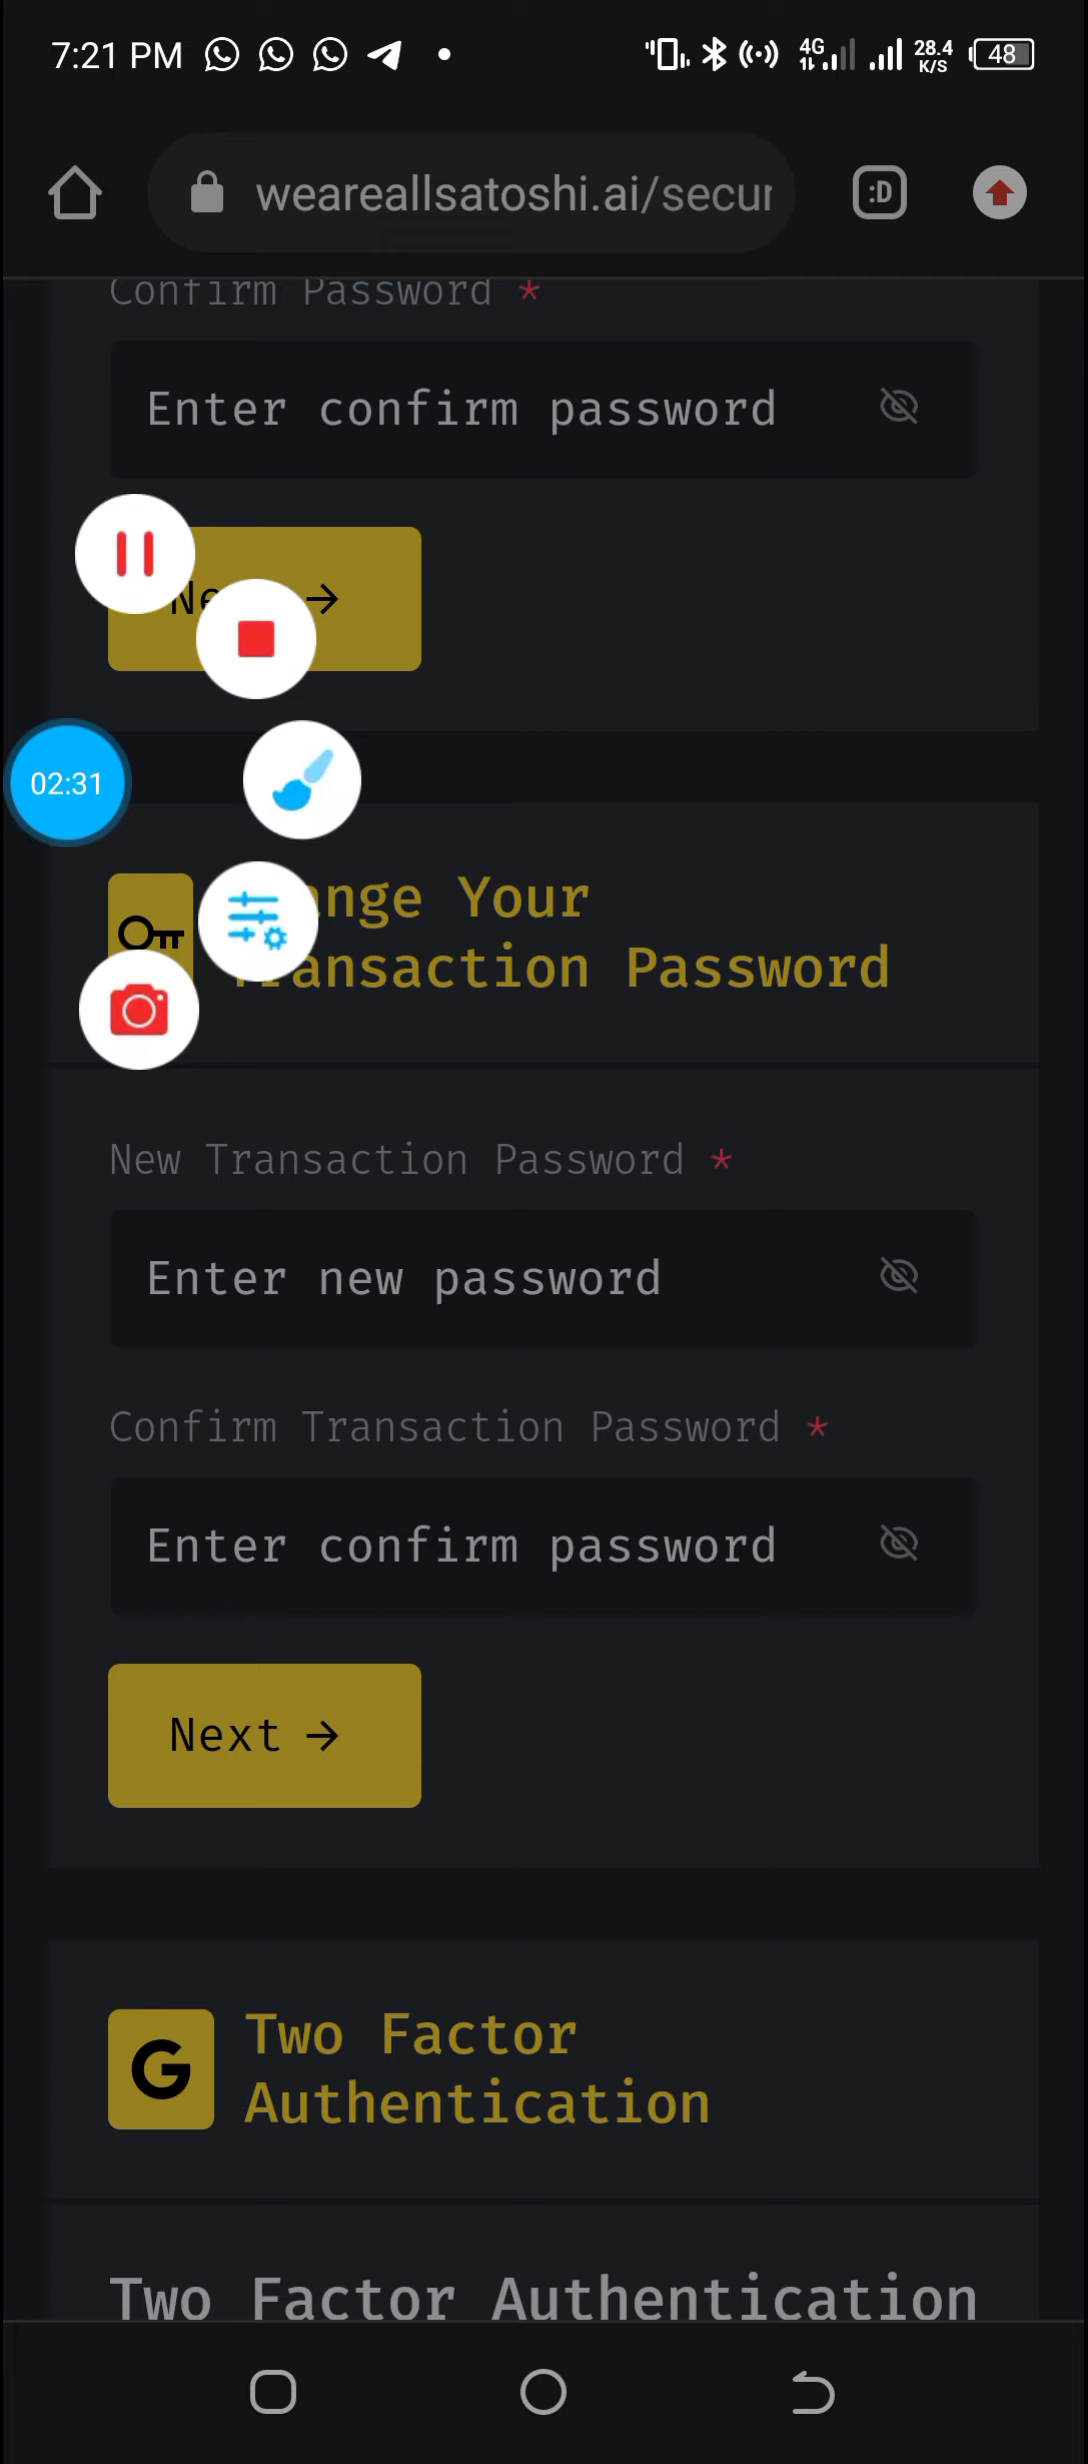 7:21 PM
4G
28.4
K/S
48
weareallsatoshi.ai/secur
:D
Confirm Password *
Enter confirm password
02:31
Your
Transaction Password
New Transaction Password *
Enter new password
Confirm Transaction Password *
Enter confirm password
Next →
Two Factor
Authentication
Two Factor Authentication